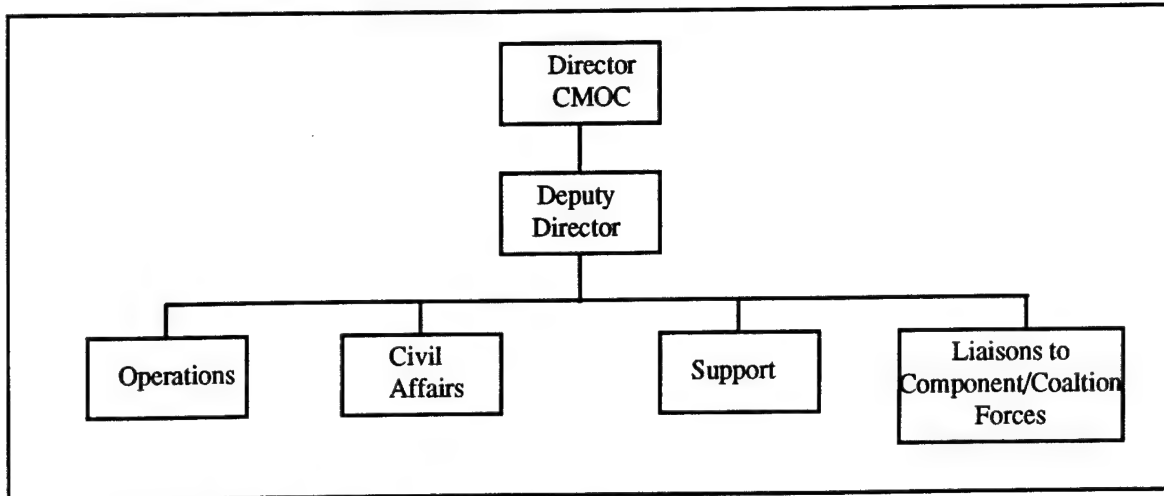 Director
CMOC
Deputy
Director
Operations
Civil
Affairs
Support
Liaisons to
Component/Coaltion
Forces